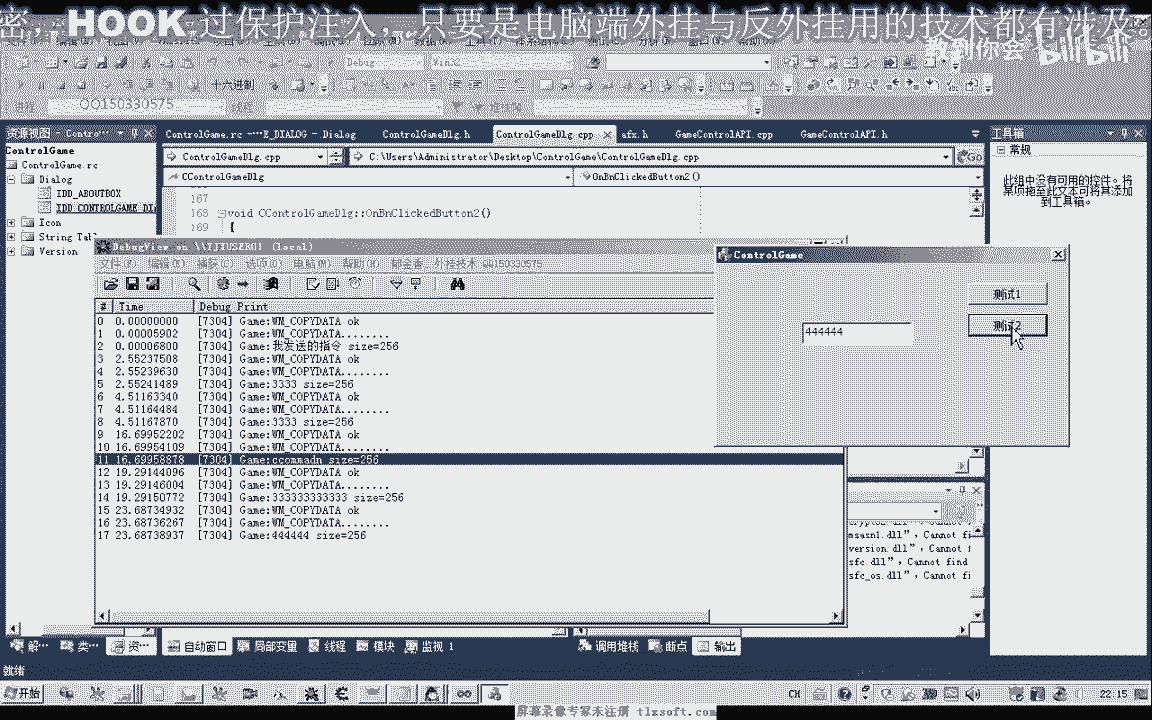 密，HOOK 过保护注入，只要是电脑端外挂与反外挂用的技术都有涉及。
教到你会 bilibili
Debug Win32
十六进制
QQ150330575
资源视图 - Contro···
ControlGame.rc ····E_DIALOG - Dialog ControlGameDlg.h ControlGameDlg.cpp afx.h GameControlAPI.cpp GameControlAPI.h
工具箱
常规
此组中没有可用的控件。将某项拖至此文本可将其添加到工具箱。
ControlGame
ControlGame.rc
Dialog
IDD_ABOUTBOX
IDD_CONTROLGAME_DI
Icon
String Tabl
Version
ControlGameDlg.cpp C:\Users\Administrator\Desktop\ControlGame\ControlGameDlg.cpp Go
CControlGameDlg OnBnClickedButton2()
167
168 void CControlGameDlg::OnBnClickedButton2()
169 {
文件(F) 编辑(E) 捕获(C) 选项(O) 电脑(M) 帮助(H) 郁金香 外挂技术 QQ150330575
# Time Debug Print
0 0.00000000 [7304] Game:WM_COPYDATA ok
1 0.00005902 [7304] Game:WM_COPYDATA........
2 0.00006800 [7304] Game:我发送的指令 size=256
3 2.55237508 [7304] Game:WM_COPYDATA ok
4 2.55239630 [7304] Game:WM_COPYDATA........
5 2.55241489 [7304] Game:3333 size=256
6 4.51163340 [7304] Game:WM_COPYDATA ok
7 4.51164484 [7304] Game:WM_COPYDATA........
8 4.51167870 [7304] Game:3333 size=256
9 16.69952202 [7304] Game:WM_COPYDATA ok
10 16.69954109 [7304] Game:WM_COPYDATA........
11 16.69958878 [7304] Game:ccommadn size=256
12 19.29144096 [7304] Game:WM_COPYDATA ok
13 19.29146004 [7304] Game:WM_COPYDATA........
14 19.29150772 [7304] Game:333333333333 size=256
15 23.68734932 [7304] Game:WM_COPYDATA ok
16 23.68736267 [7304] Game:WM_COPYDATA........
17 23.68738937 [7304] Game:444444 size=256
ControlGame
测试1
444444
测试2
msasn1.dll", Cannot fi
version.dll", Cannot f
sfc.dll", Cannot find
sfc_os.dll", Cannot fi
解··· 类··· 资··· 自动窗口 局部变量 线程 模块 监视 1 调用堆栈 断点 输出
就绪
开始 CH 22:15
屏幕录像专家未注册 tlxsoft.com